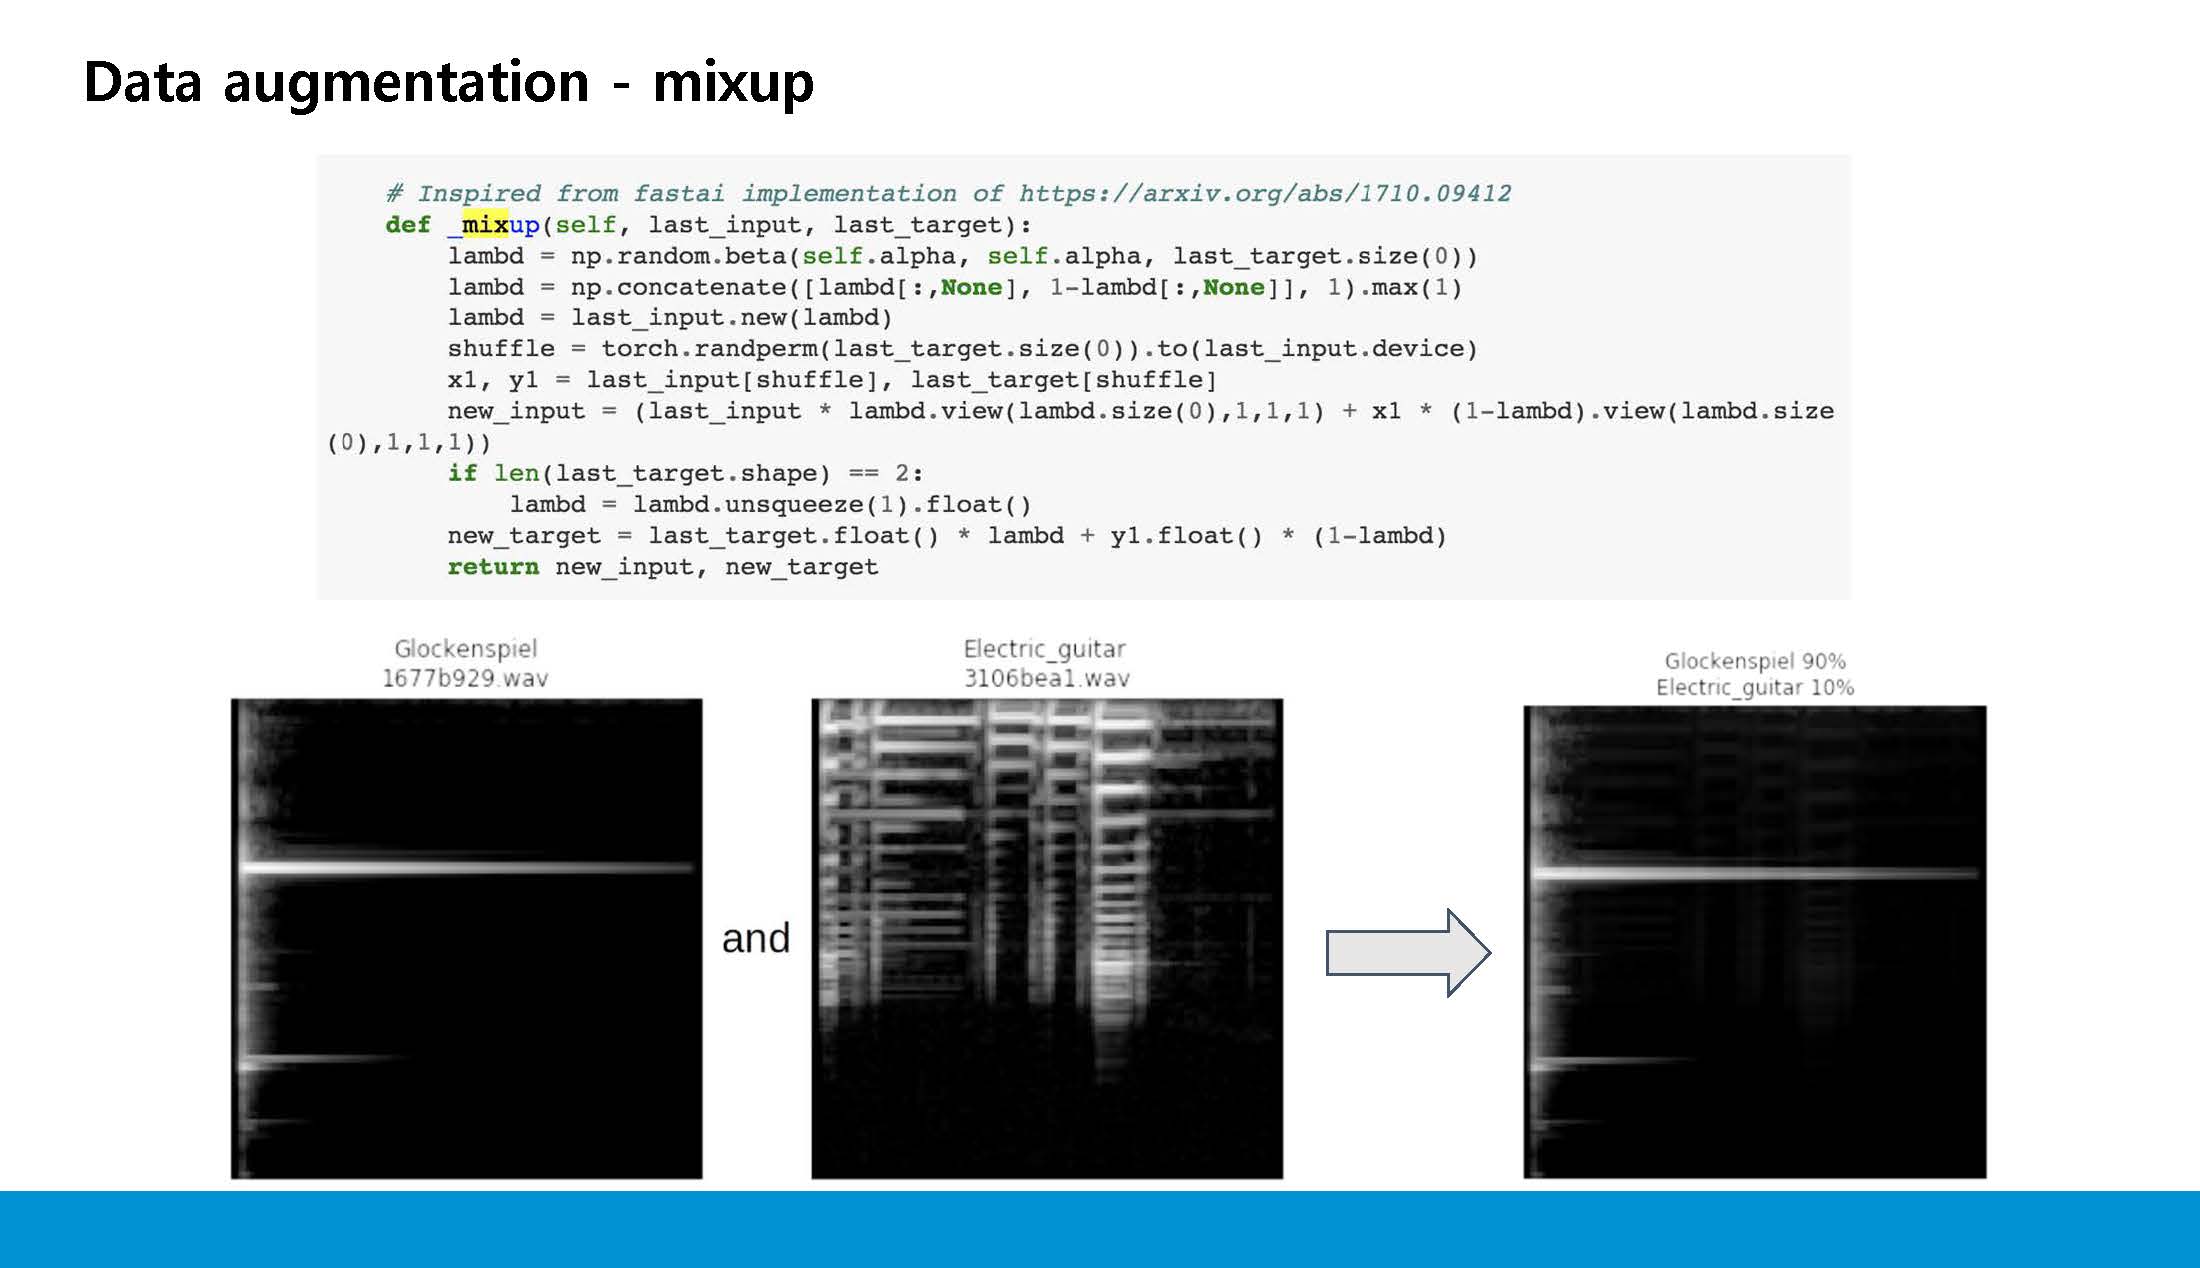 Data augmentation - mixup
# Inspired from fastai implementation of https://arxiv.org/abs/1710.09412
def _mixup(self, last_input, last_target):
lambd = np.random.beta(self.alpha, self.alpha, last_target.size(0))
lambd = np.concatenate([lambd[:,None], 1-lambd[:,None]], 1).max(1)
lambd = last_input.new(lambd)
shuffle = torch.randperm(last_target.size(0)).to(last_input.device)
x1, y1 = last_input[shuffle], last_target[shuffle]
new_input = (last_input * lambd.view(lambd.size(0),1,1,1) + x1 * (1-lambd).view(lambd.size
(0),1,1,1))
if len(last_target.shape) == 2:
lambd = lambd.unsqueeze(1).float()
new_target = last_target.float() * lambd + y1.float() * (1-lambd)
return new_input, new_target
Glockenspiel
1677b929.wav
and
Electric_guitar
3106bea1.wav
Glockenspiel 90%
Electric_guitar 10%